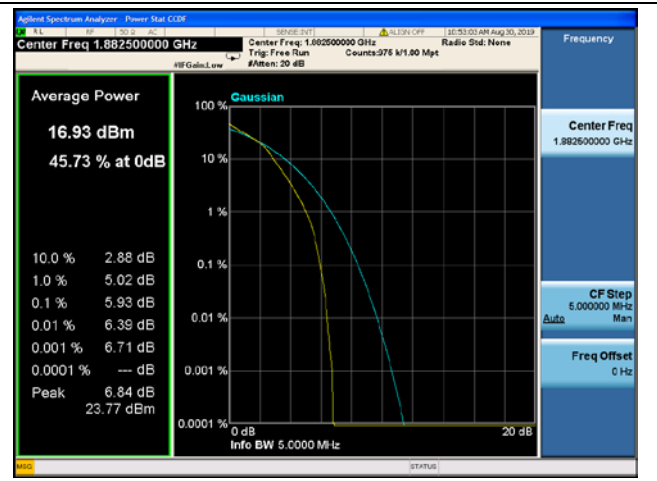 Agilent Spectrum Analyzer Power Stat CCDF
RL RF 50 Ω AC SENSE:INT ALIGN OFF 10:53:03 AM Aug 30, 2019
Center Freq 1.882500000 GHz
Center Freq: 1.882500000 GHz Radio Std: None
Trig: Free Run Counts:975 k/1.00 Mpt
#IFGain:Low #Atten: 20 dB
Frequency
Average Power
16.93 dBm
45.73 % at 0dB
10.0 % 2.88 dB
1.0 % 5.02 dB
0.1 % 5.93 dB
0.01 % 6.39 dB
0.001 % 6.71 dB
0.0001 % --- dB
Peak 6.84 dB
23.77 dBm
100 %
Gaussian
10 %
1 %
0.1 %
0.01 %
0.001 %
0.0001 %
0 dB 20 dB
Info BW 5.0000 MHz
Center Freq
1.882500000 GHz
CF Step
5.000000 MHz
Auto Man
Freq Offset
0 Hz
MSG STATUS